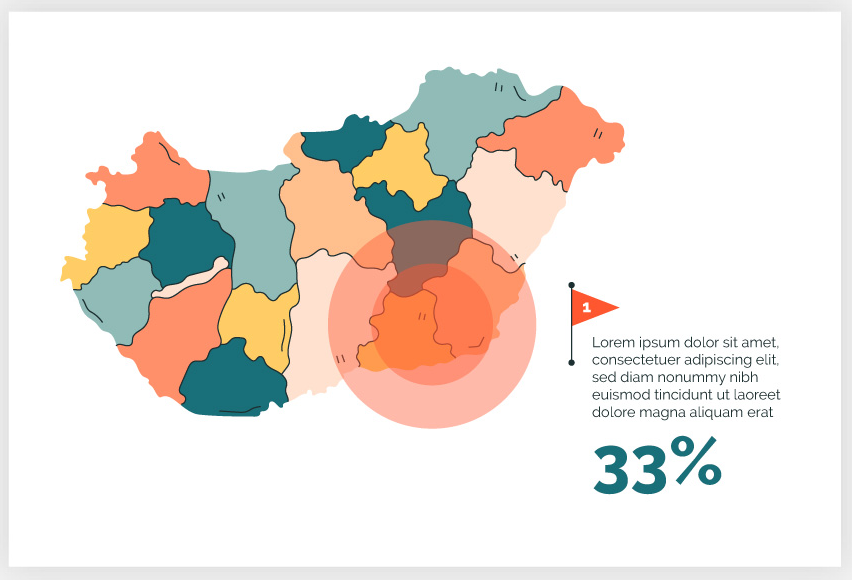 1
Lorem ipsum dolor sit amet,
consectetuer adipiscing elit,
sed diam nonummy nibh
euismod tincidunt ut laoreet
dolore magna aliquam erat
33%